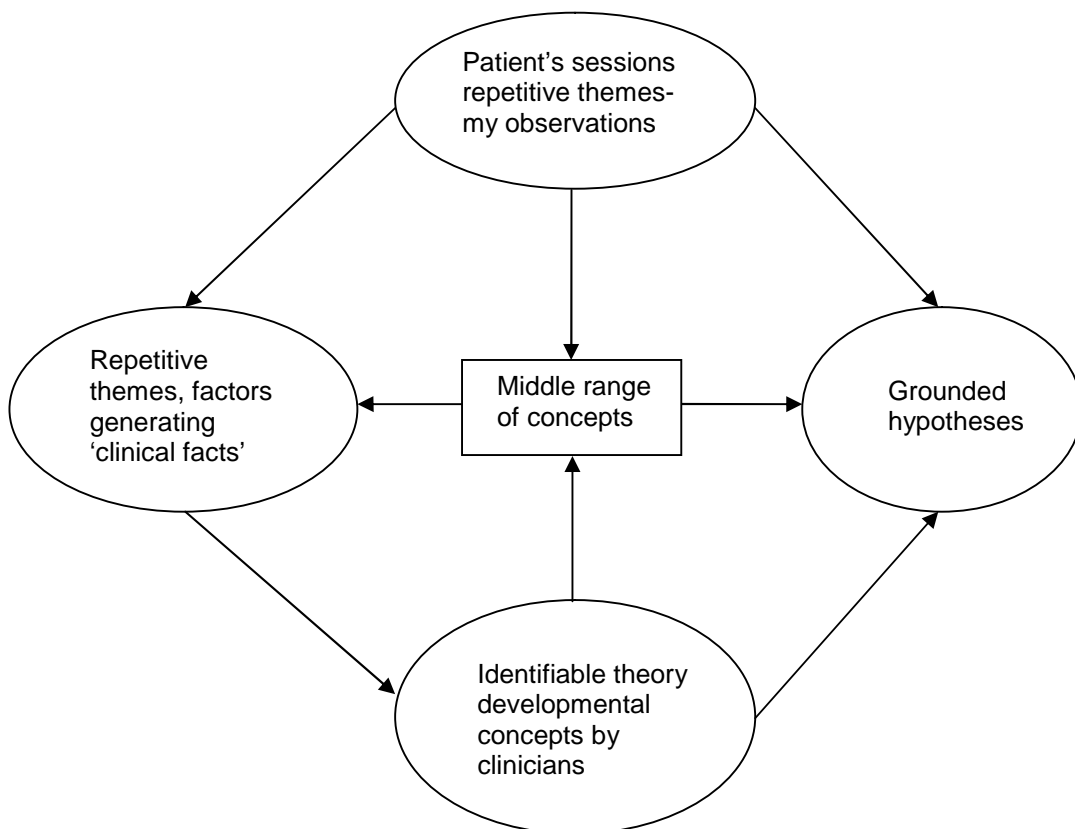 Patient’s sessions
repetitive themes-
my observations
Repetitive
themes, factors
generating
‘clinical facts’
Middle range
of concepts
Grounded
hypotheses
Identifiable theory
developmental
concepts by
clinicians